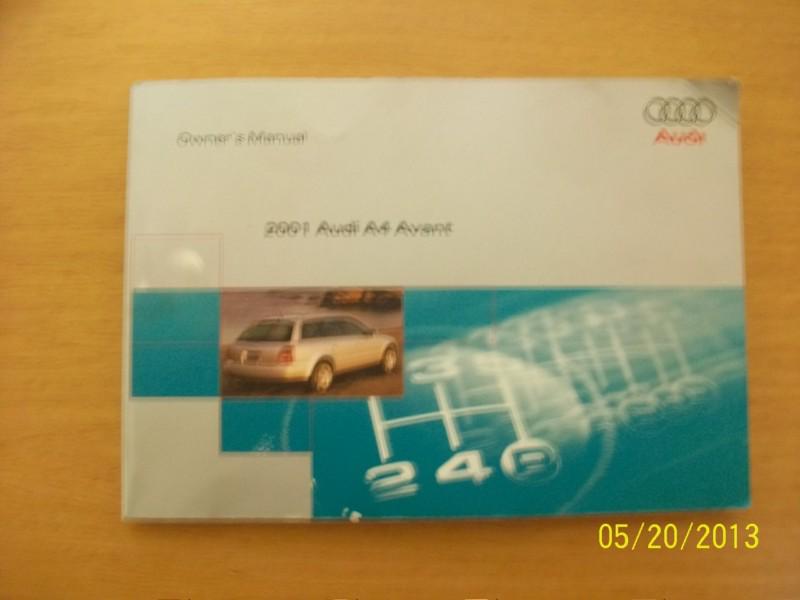 Owner's Manual
Audi
2001 Audi A4 Avant
3
2 4 R
05/20/2013